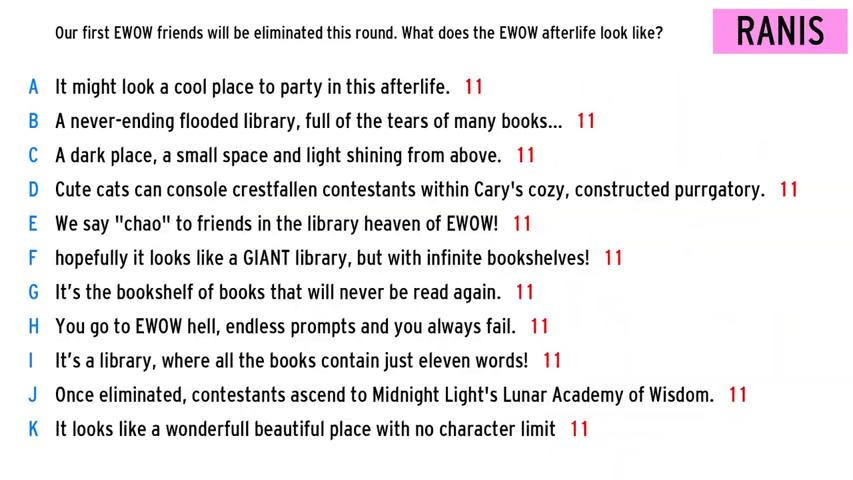 Our first EWOW friends will be eliminated this round. What does the EWOW afterlife look like?
RANIS
A It might look a cool place to party in this afterlife. 11
B A never-ending flooded library, full of the tears of many books... 11
C A dark place, a small space and light shining from above. 11
D Cute cats can console crestfallen contestants within Cary's cozy, constructed purrgatory. 11
E We say "chao" to friends in the library heaven of EWOW! 11
F hopefully it looks like a GIANT library, but with infinite bookshelves! 11
G It's the bookshelf of books that will never be read again. 11
H You go to EWOW hell, endless prompts and you always fail. 11
I It's a library, where all the books contain just eleven words! 11
J Once eliminated, contestants ascend to Midnight Light's Lunar Academy of Wisdom. 11
K It looks like a wonderfull beautiful place with no character limit 11